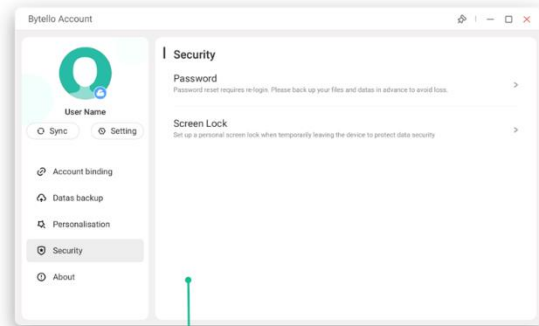 Bytello Account
User Name
Sync
Setting
Account binding
Datas backup
Personalisation
Security
About
Security
Password
Password reset requires re-login. Please back up your files and datas in advance to avoid loss.
Screen Lock
Set up a personal screen lock when temporarily leaving the device to protect data security